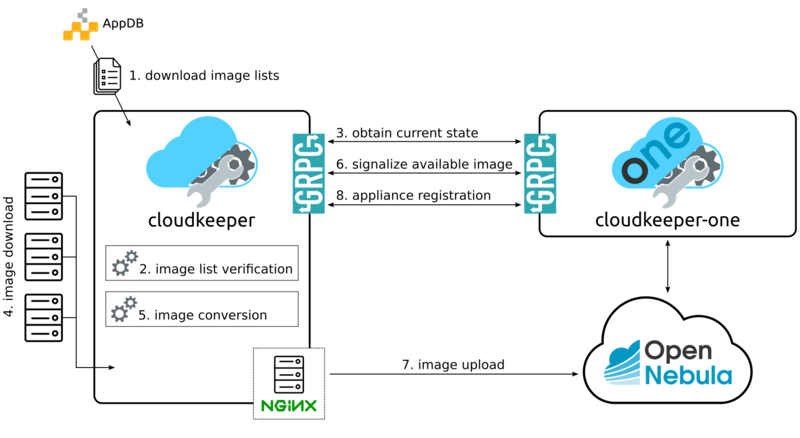 AppDB
1. download image lists
3. obtain current state
6. signalize available image
8. appliance registration
GRPC
GRPC
one
cloudkeeper
cloudkeeper-one
4. image download
2. image list verification
5. image conversion
NGiNX
7. image upload
Open
Nebula